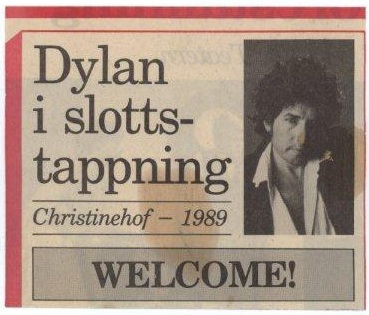 Dylan
i slotts-
tappning
Christinehof – 1989
WELCOME!